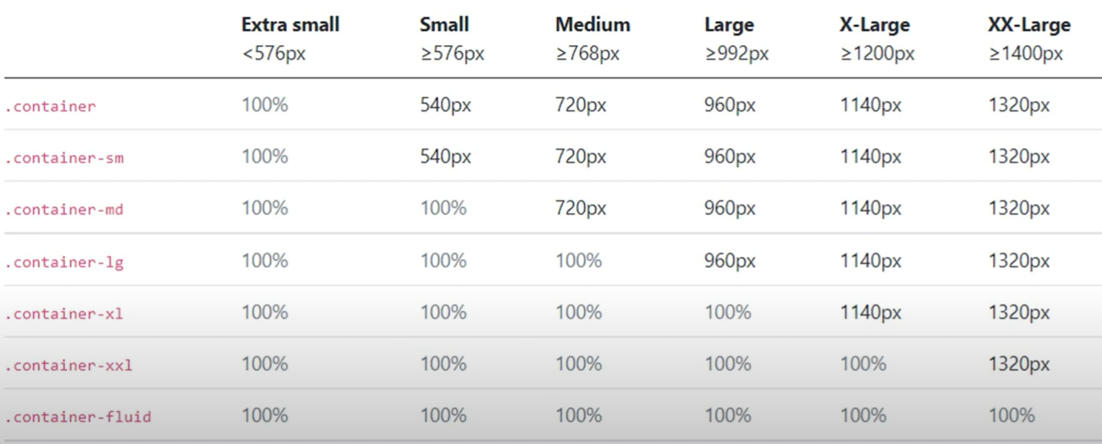 Extra small Small Medium Large X-Large XX-Large
<576px ≥576px ≥768px ≥992px ≥1200px ≥1400px
.container 100% 540px 720px 960px 1140px 1320px
.container-sm 100% 540px 720px 960px 1140px 1320px
.container-md 100% 100% 720px 960px 1140px 1320px
.container-lg 100% 100% 100% 960px 1140px 1320px
.container-xl 100% 100% 100% 100% 1140px 1320px
.container-xxl 100% 100% 100% 100% 100% 1320px
.container-fluid 100% 100% 100% 100% 100% 100%